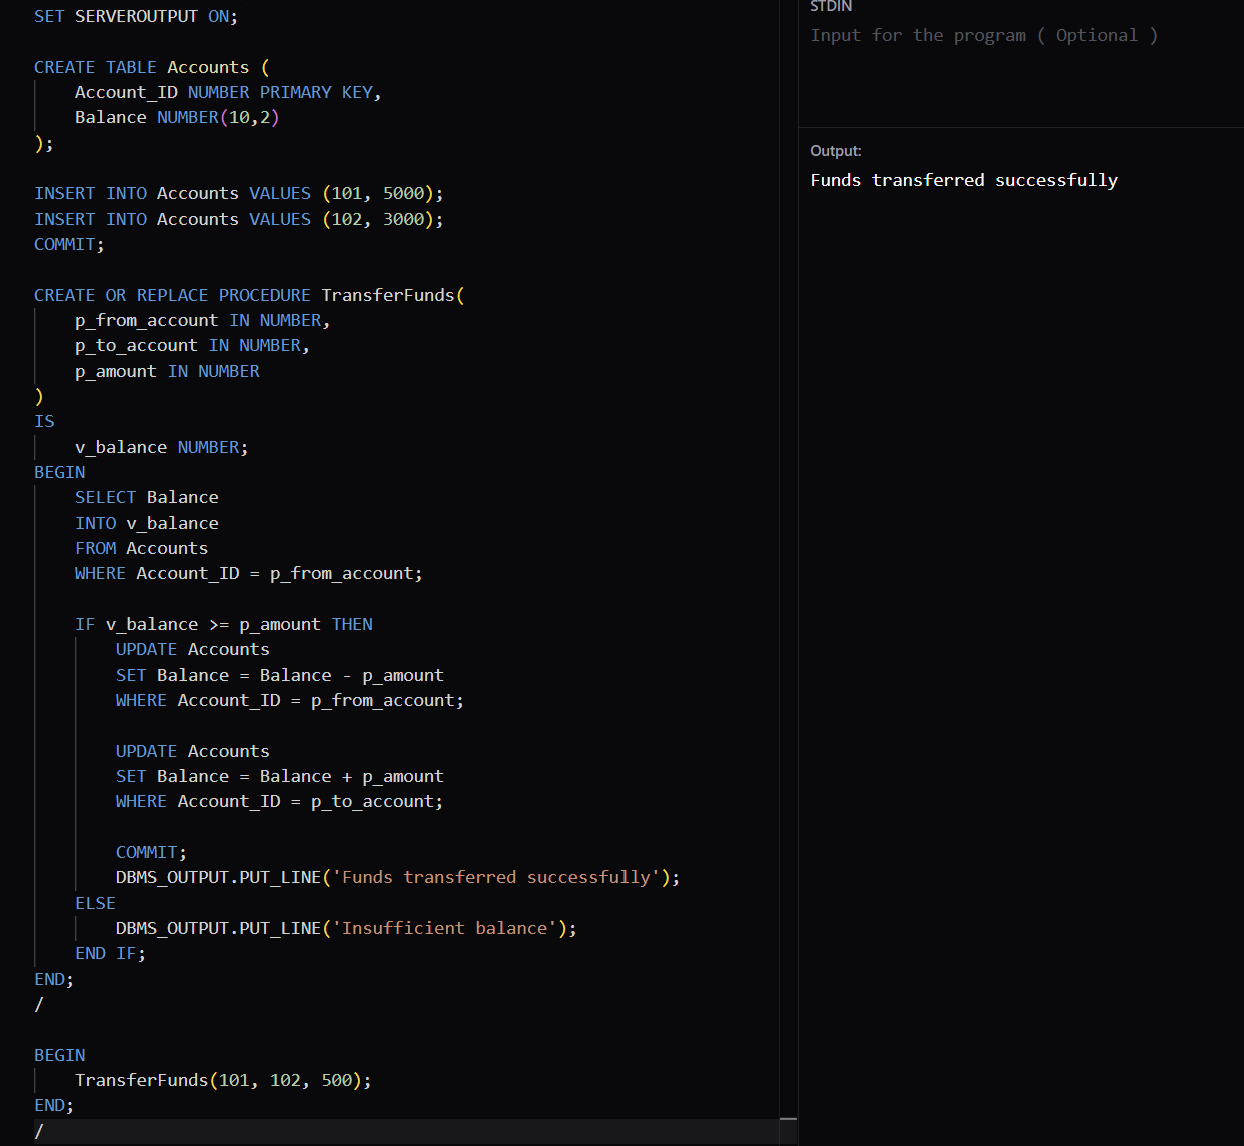 SET SERVEROUTPUT ON;
CREATE TABLE Accounts (
    Account_ID NUMBER PRIMARY KEY,
    Balance NUMBER(10,2)
);
INSERT INTO Accounts VALUES (101, 5000);
INSERT INTO Accounts VALUES (102, 3000);
COMMIT;
CREATE OR REPLACE PROCEDURE TransferFunds(
    p_from_account IN NUMBER,
    p_to_account IN NUMBER,
    p_amount IN NUMBER
)
IS
    v_balance NUMBER;
BEGIN
    SELECT Balance
    INTO v_balance
    FROM Accounts
    WHERE Account_ID = p_from_account;
    IF v_balance >= p_amount THEN
        UPDATE Accounts
        SET Balance = Balance - p_amount
        WHERE Account_ID = p_from_account;
        UPDATE Accounts
        SET Balance = Balance + p_amount
        WHERE Account_ID = p_to_account;
        COMMIT;
        DBMS_OUTPUT.PUT_LINE('Funds transferred successfully');
    ELSE
        DBMS_OUTPUT.PUT_LINE('Insufficient balance');
    END IF;
END;
/
BEGIN
    TransferFunds(101, 102, 500);
END;
/
STDIN
Input for the program ( Optional )
Output:
Funds transferred successfully